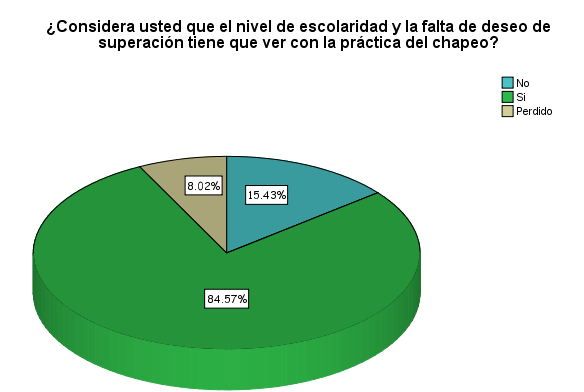 ¿Considera usted que el nivel de escolaridad y la falta de deseo de
superación tiene que ver con la práctica del chapeo?
No
Si
Perdido
8.02%
15.43%
84.57%